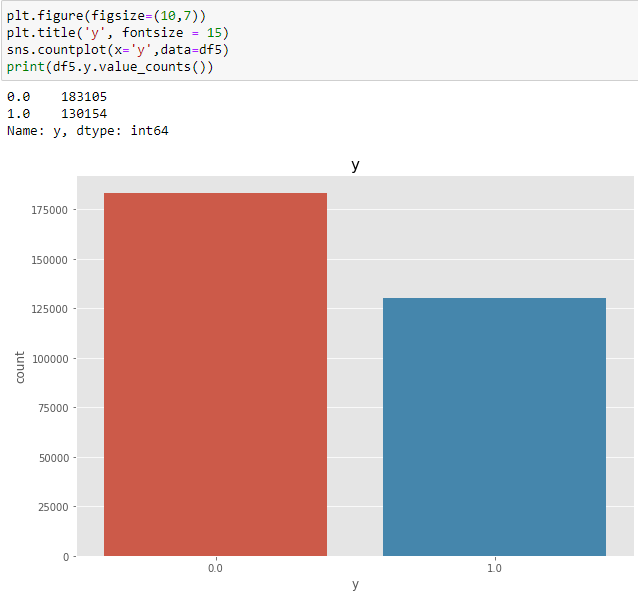 plt.figure(figsize=(10,7))
plt.title('y', fontsize = 15)
sns.countplot(x='y',data=df5)
print(df5.y.value_counts())
0.0    183105
1.0    130154
Name: y, dtype: int64
y
175000
150000
125000
100000
75000
50000
25000
0
count
0.0 1.0
y